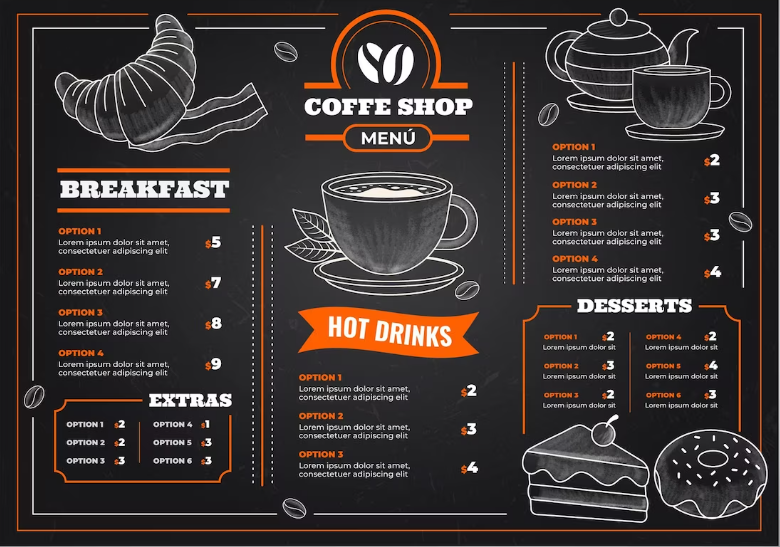 COFFE SHOP
MENÚ
BREAKFAST
OPTION 1
Lorem ipsum dolor sit amet,
consectetuer adipiscing elit
$5
OPTION 2
Lorem ipsum dolor sit amet,
consectetuer adipiscing elit
$7
OPTION 3
Lorem ipsum dolor sit amet,
consectetuer adipiscing elit
$8
OPTION 4
Lorem ipsum dolor sit amet,
consectetuer adipiscing elit
$9
EXTRAS
OPTION 1 $2
OPTION 2 $2
OPTION 3 $3
OPTION 4 $1
OPTION 5 $3
OPTION 6 $3
HOT DRINKS
OPTION 1
Lorem ipsum dolor sit amet,
consectetuer adipiscing elit
$2
OPTION 2
Lorem ipsum dolor sit amet,
consectetuer adipiscing elit
$3
OPTION 3
Lorem ipsum dolor sit amet,
consectetuer adipiscing elit
$4
OPTION 1
Lorem ipsum dolor sit amet,
consectetuer adipiscing elit
$2
OPTION 2
Lorem ipsum dolor sit amet,
consectetuer adipiscing elit
$3
OPTION 3
Lorem ipsum dolor sit amet,
consectetuer adipiscing elit
$3
OPTION 4
Lorem ipsum dolor sit amet,
consectetuer adipiscing elit
$4
DESSERTS
OPTION 1 $2
Lorem ipsum dolor sit
OPTION 2 $3
Lorem ipsum dolor sit
OPTION 3 $2
Lorem ipsum dolor sit
OPTION 4 $2
Lorem ipsum dolor sit
OPTION 5 $4
Lorem ipsum dolor sit
OPTION 6 $3
Lorem ipsum dolor sit